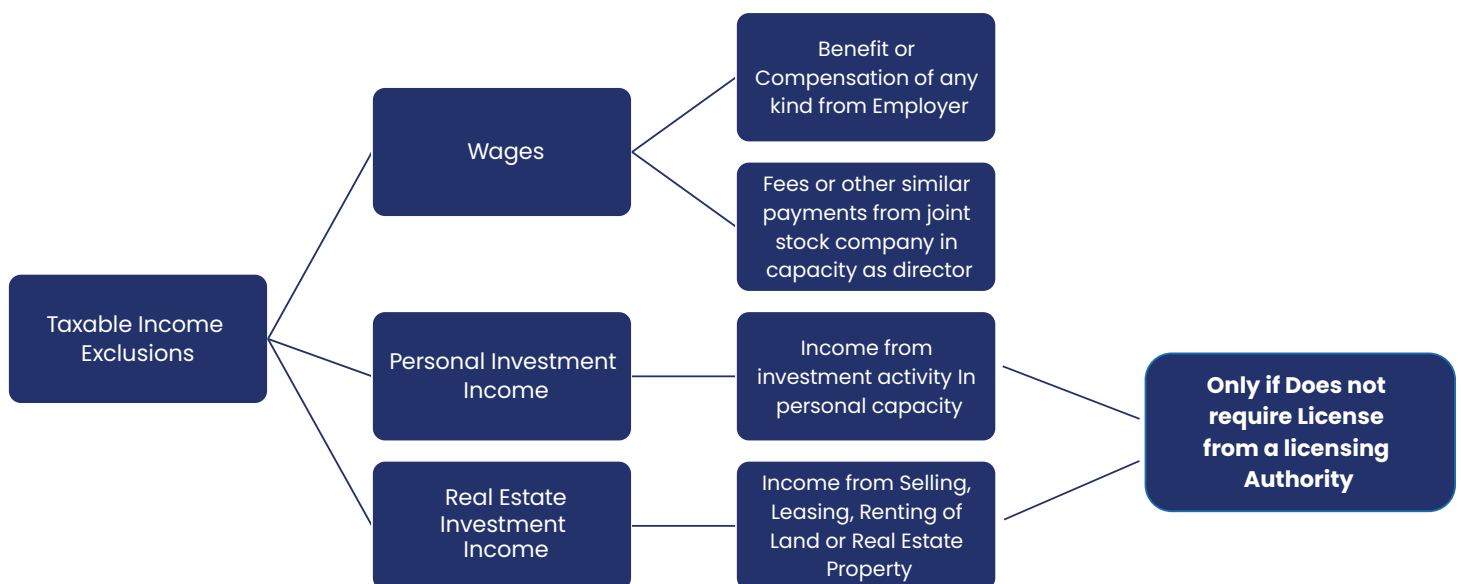 Taxable Income
Exclusions
Wages
Benefit or
Compensation of any
kind from Employer
Fees or other similar
payments from joint
stock company in
capacity as director
Personal Investment
Income
Income from
investment activity In
personal capacity
Real Estate
Investment
Income
Income from Selling,
Leasing, Renting of
Land or Real Estate
Property
Only if Does not
require License
from a licensing
Authority